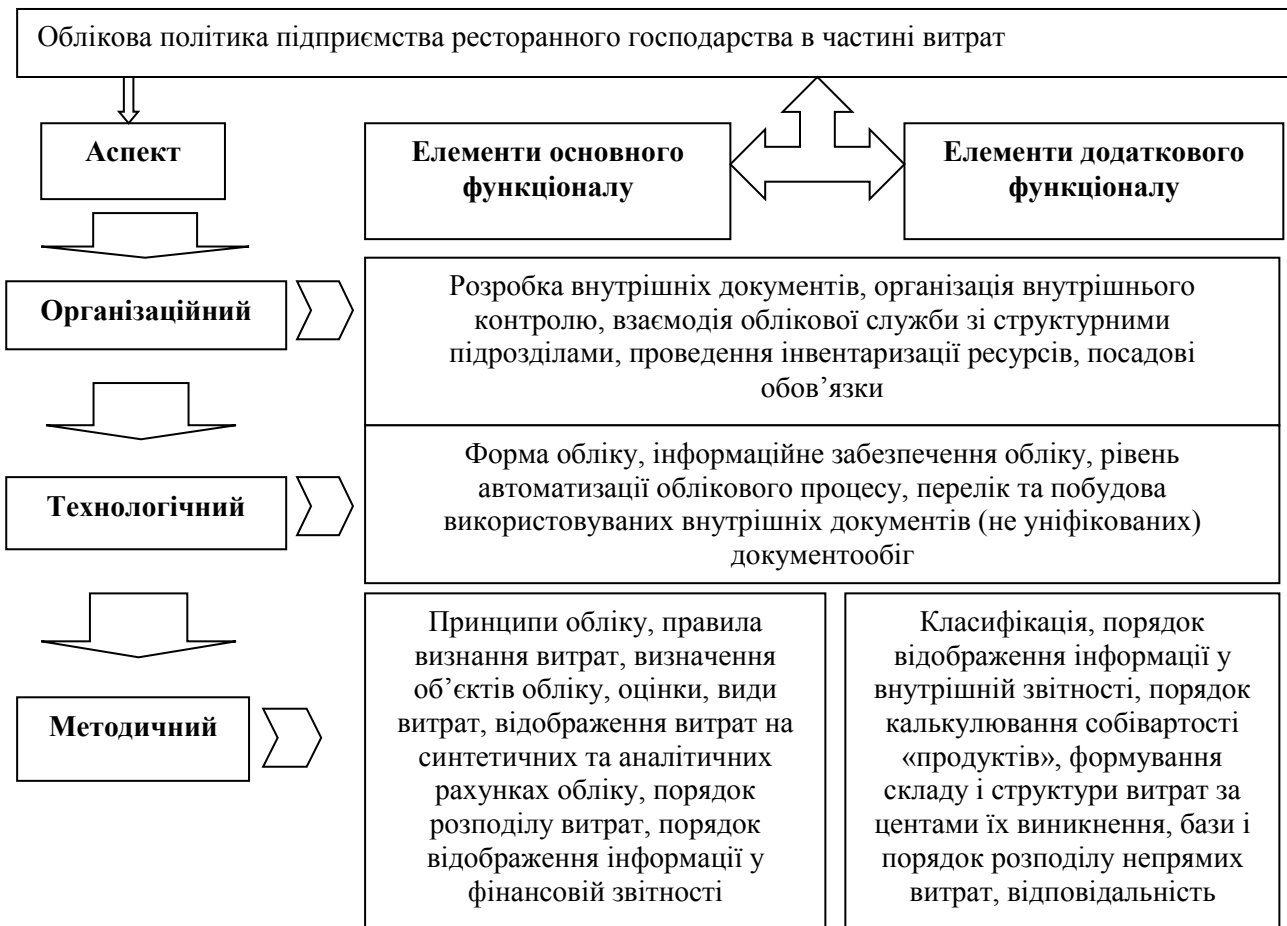 Облікова політика підприємства ресторанного господарства в частині витрат
Аспект
Елементи основного
функціоналу
Елементи додаткового
функціоналу
Організаційний
Розробка внутрішніх документів, організація внутрішнього
контролю, взаємодія облікової служби зі структурними
підрозділами, проведення інвентаризації ресурсів, посадові
обов’язки
Технологічний
Форма обліку, інформаційне забезпечення обліку, рівень
автоматизації облікового процесу, перелік та побудова
використовуваних внутрішніх документів (не уніфікованих)
документообіг
Методичний
Принципи обліку, правила
визнання витрат, визначення
об’єктів обліку, оцінки, види
витрат, відображення витрат на
синтетичних та аналітичних
рахунках обліку, порядок
розподілу витрат, порядок
відображення інформації у
фінансовій звітності
Класифікація, порядок
відображення інформації у
внутрішній звітності, порядок
калькулювання собівартості
«продуктів», формування
складу і структури витрат за
центами їх виникнення, бази і
порядок розподілу непрямих
витрат, відповідальність